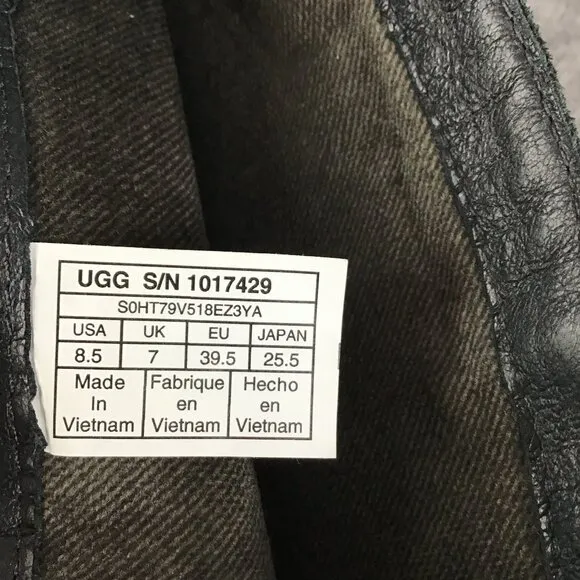 UGG S/N 1017429
S0HT79V518EZ3YA
USA UK EU JAPAN
8.5 7 39.5 25.5
Made Fabrique Hecho
In en en
Vietnam Vietnam Vietnam